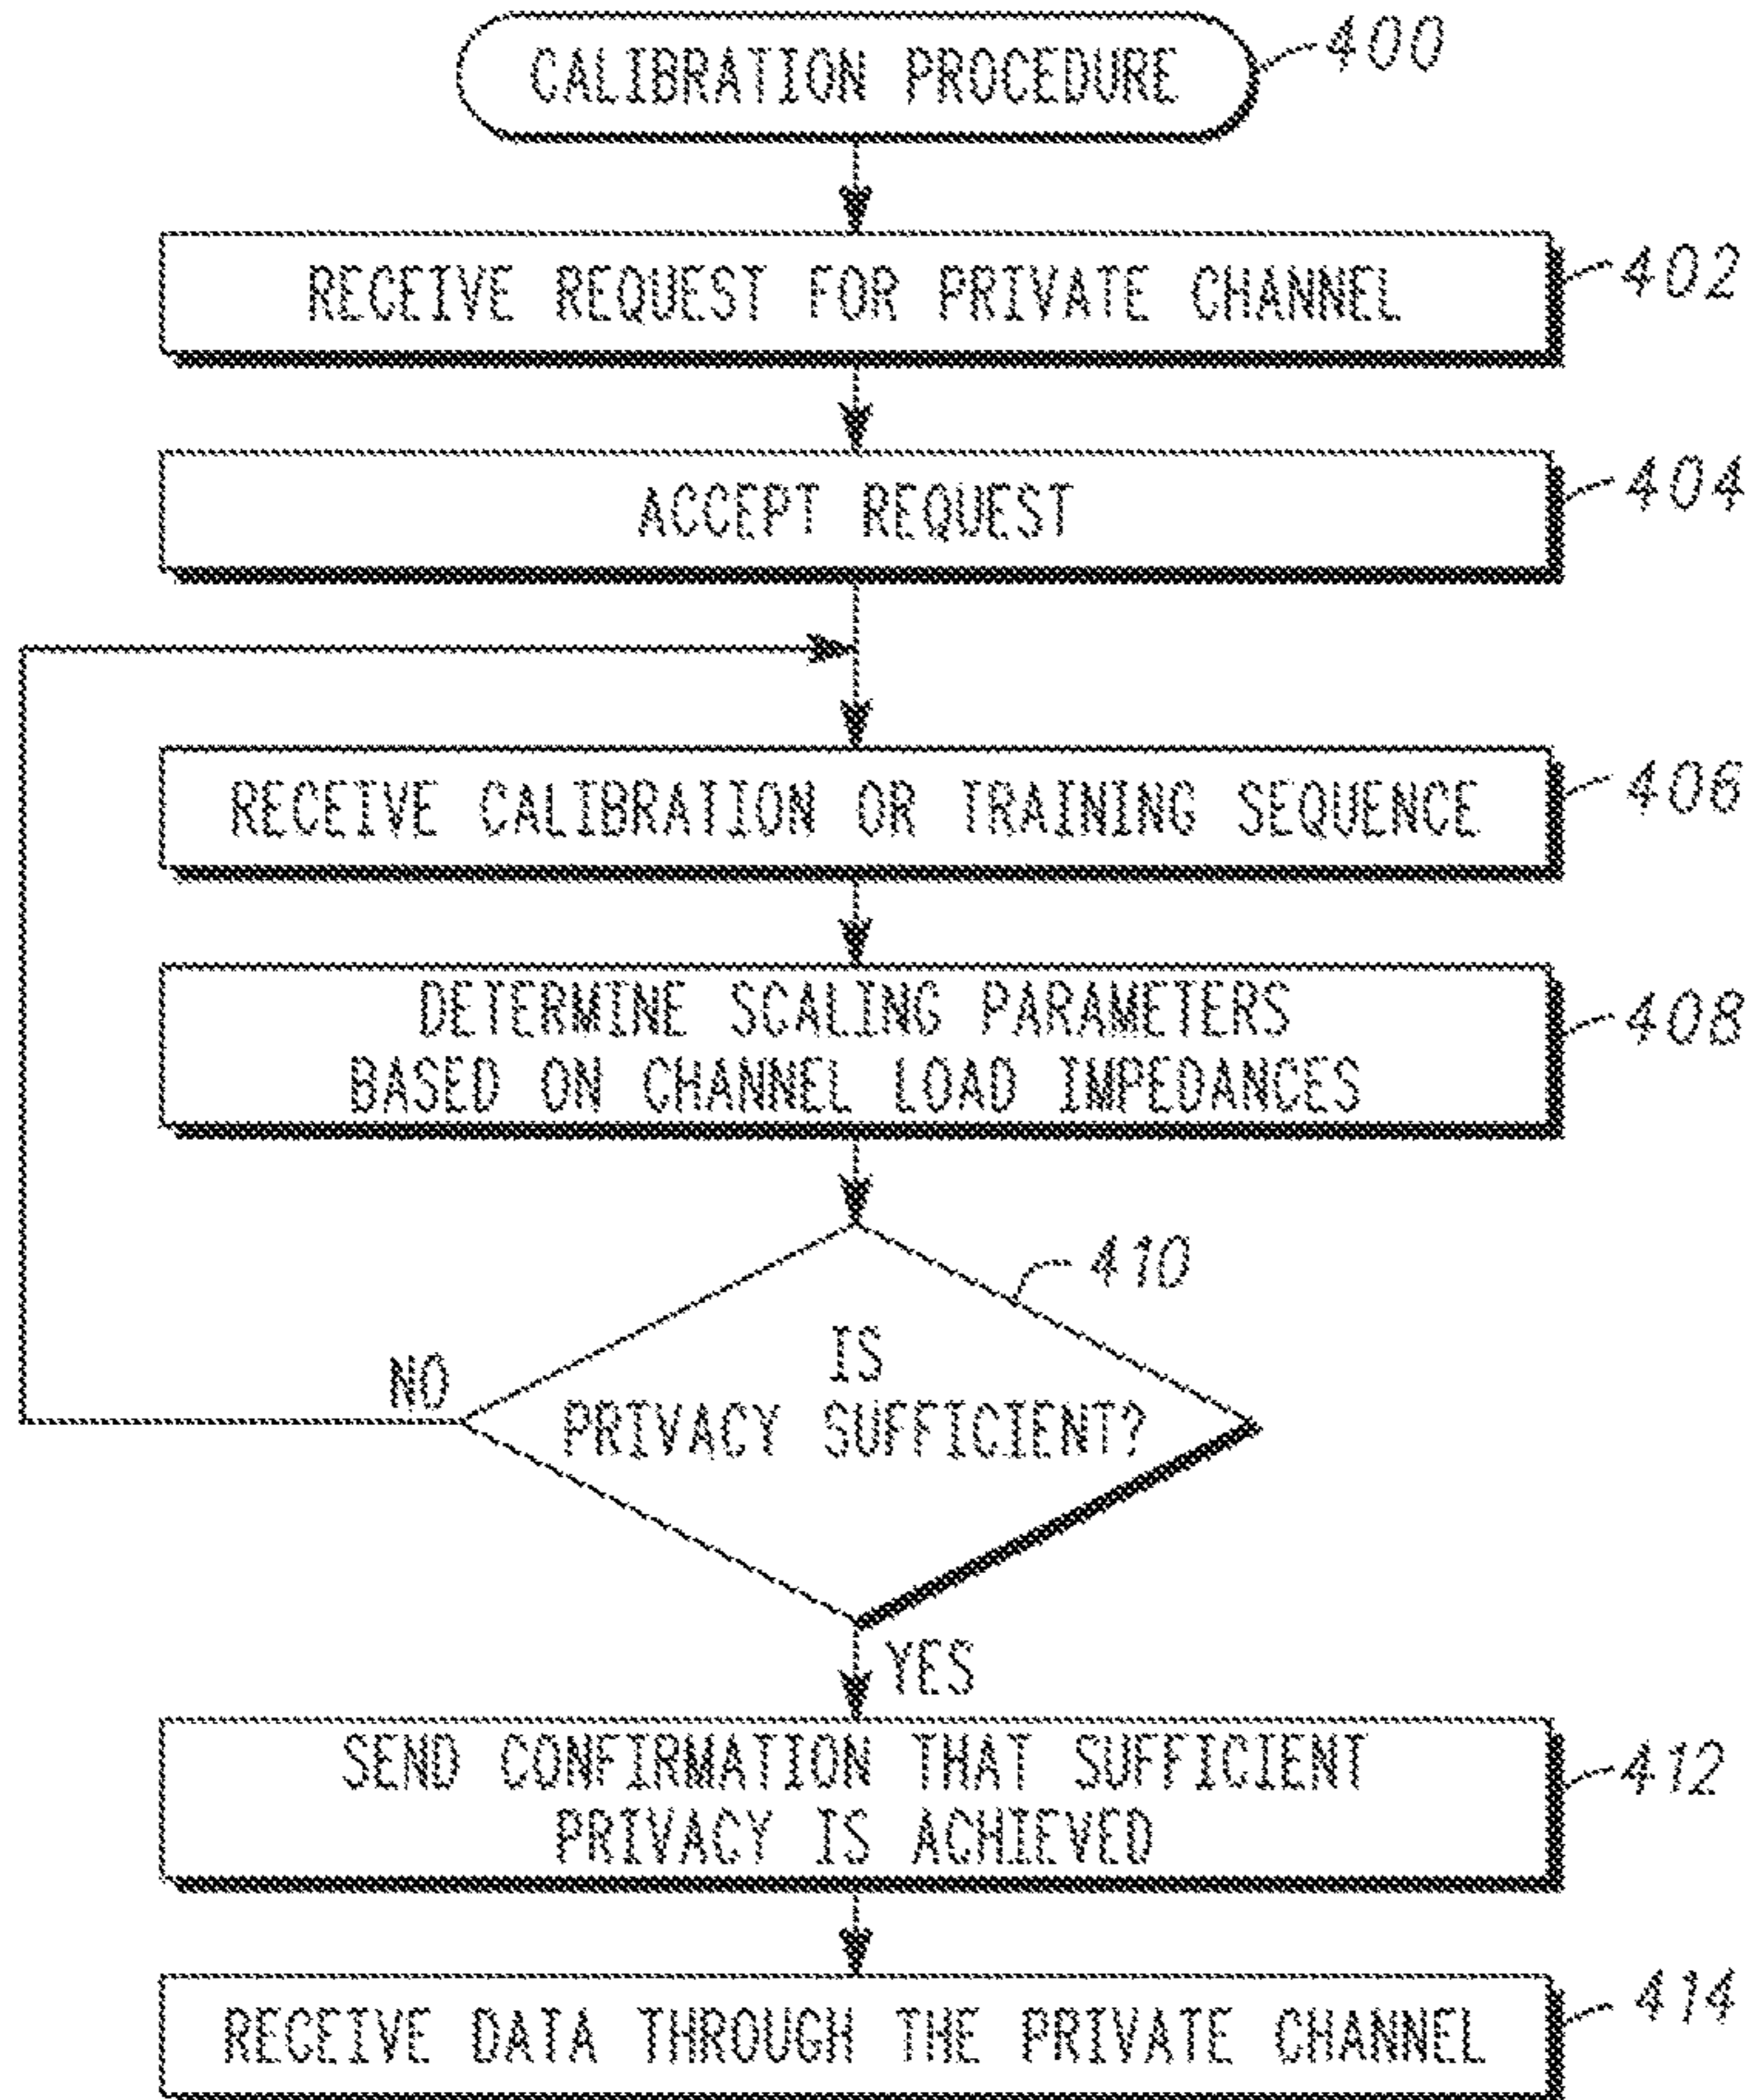 CALIBRATION PROCEDURE
400
RECEIVE REQUEST FOR PRIVATE CHANNEL
402
ACCEPT REQUEST
404
RECEIVE CALIBRATION OR TRAINING SEQUENCE
406
DETERMINE SCALING PARAMETERS
BASED ON CHANNEL LOAD IMPEDANCES
408
410
IS
PRIVACY SUFFICIENT?
NO
YES
SEND CONFIRMATION THAT SUFFICIENT
PRIVACY IS ACHIEVED
412
RECEIVE DATA THROUGH THE PRIVATE CHANNEL
414